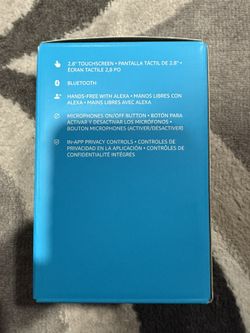 2.8" TOUCHSCREEN • PANTALLA TÁCTIL DE 2.8" •
ÉCRAN TACTILE 2,8 PO
BLUETOOTH
HANDS-FREE WITH ALEXA • MANOS LIBRES CON
ALEXA • MAINS LIBRES AVEC ALEXA
MICROPHONES ON/OFF BUTTON • BOTÓN PARA
ACTIVAR Y DESACTIVAR LOS MICRÓFONOS •
BOUTON MICROPHONES (ACTIVER/DÉSACTIVER)
IN-APP PRIVACY CONTROLS • CONTROLES DE
PRIVACIDAD EN LA APLICACIÓN • CONTRÔLES DE
CONFIDENTIALITÉ INTÉGRÉS